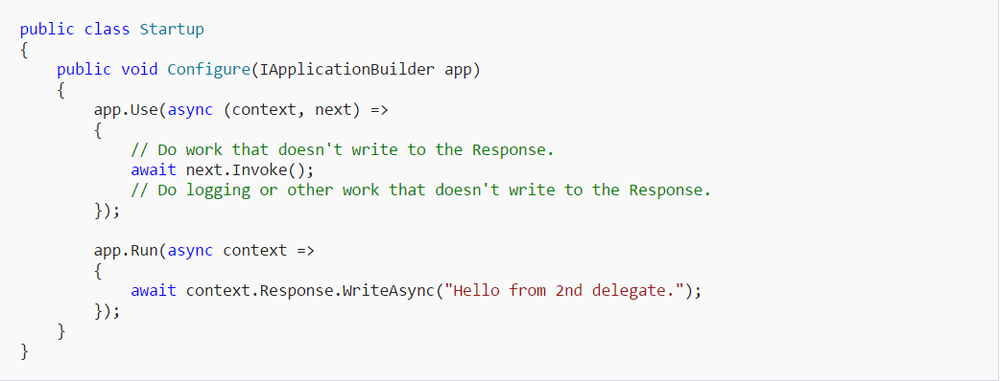 public class Startup
{
    public void Configure(IApplicationBuilder app)
    {
        app.Use(async (context, next) =>
        {
            // Do work that doesn't write to the Response.
            await next.Invoke();
            // Do logging or other work that doesn't write to the Response.
        });

        app.Run(async context =>
        {
            await context.Response.WriteAsync("Hello from 2nd delegate.");
        });
    }
}